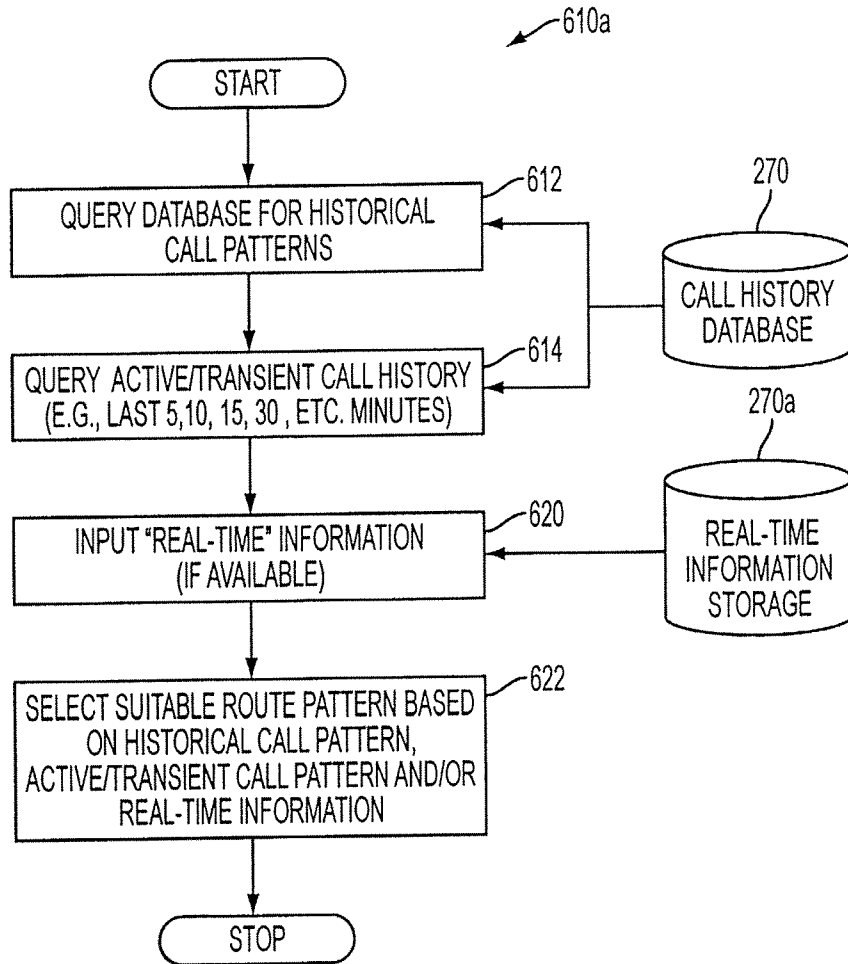 610a
START
612
QUERY DATABASE FOR HISTORICAL
CALL PATTERNS
270
CALL HISTORY
DATABASE
614
QUERY ACTIVE/TRANSIENT CALL HISTORY
(E.G., LAST 5,10, 15, 30 , ETC. MINUTES)
270a
620
INPUT "REAL-TIME" INFORMATION
(IF AVAILABLE)
REAL-TIME
INFORMATION
STORAGE
622
SELECT SUITABLE ROUTE PATTERN BASED
ON HISTORICAL CALL PATTERN,
ACTIVE/TRANSIENT CALL PATTERN AND/OR
REAL-TIME INFORMATION
STOP